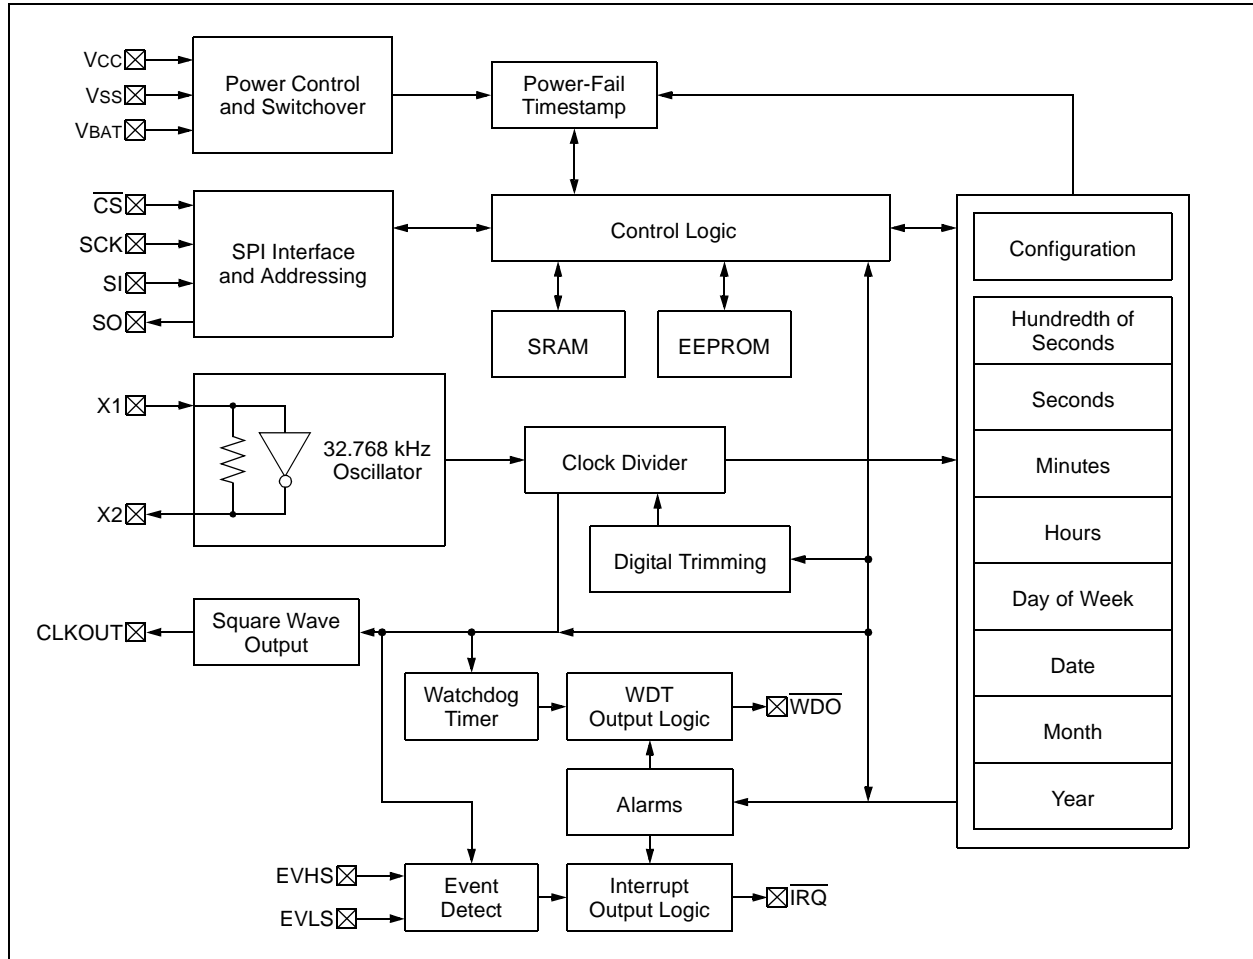 VCC
VSS
VBAT
Power Control
and Switchover
Power-Fail
Timestamp
CS
SCK
SI
SO
SPI Interface
and Addressing
Control Logic
SRAM
EEPROM
Configuration
Hundredth of
Seconds
Seconds
Minutes
Hours
Day of Week
Date
Month
Year
X1
X2
32.768 kHz
Oscillator
Clock Divider
Digital Trimming
CLKOUT
Square Wave
Output
Watchdog
Timer
WDT
Output Logic
WDO
Alarms
EVHS
EVLS
Event
Detect
Interrupt
Output Logic
IRQ